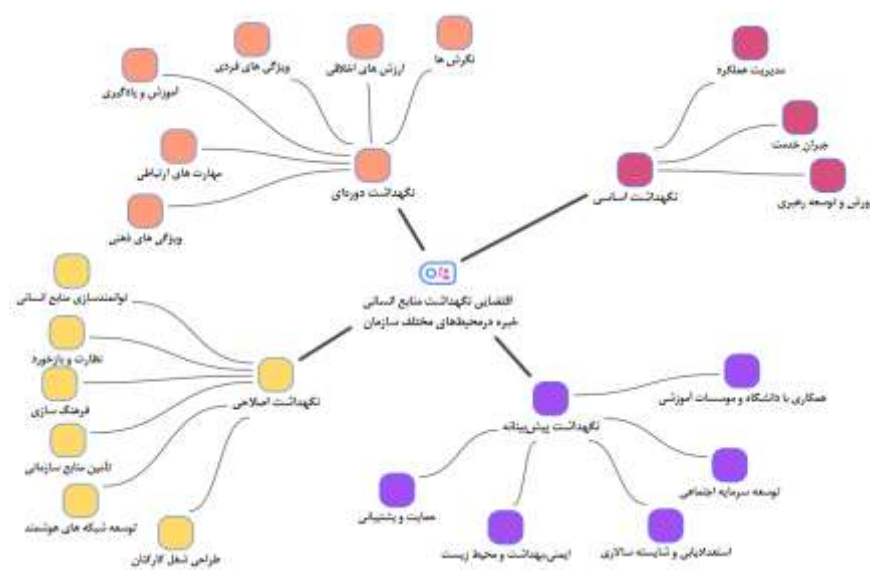 نگرش ها
ارزش های اخلاقی
ویژگی های فردی
آموزش و یادگیری
مهارت های ارتباطی
ویژگی های ذهنی
نگهداشت دوره‌ای
مدیریت عملکرد
جبران خدمت
ورش و توسعه رهبری
نگهداشت اساسی
اقتضایی نگهداشت منابع انسانی
خبره درمحیط‌های مختلف سازمان
توانمندسازی منابع انسانی
نظارت و بازخورد
فرهنگ سازی
تأمین منابع سازمانی
توسعه شبکه های هوشمند
طراحی شغل کارکنان
نگهداشت اصلاحی
همکاری با دانشگاه و موسسات آموزشی
نگهداشت پیش‌بینانه
توسعه سرمایه اجتماعی
حمایت و پشتیبانی
ایمنی،بهداشت و محیط زیست
استعدادیابی و شایسته سالاری